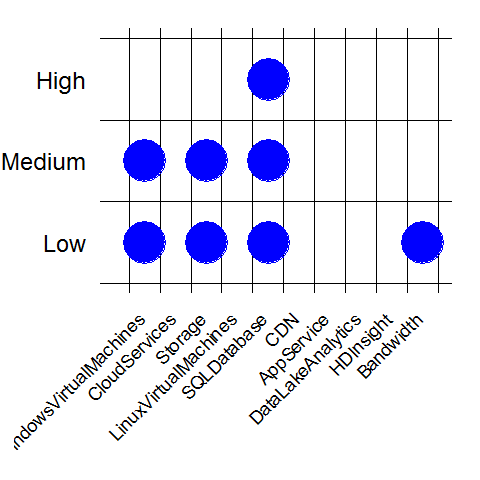 High
Medium
Low
ndowsVirtualMachines
CloudServices
Storage
LinuxVirtualMachines
SQLDatabase
CDN
AppService
DataLakeAnalytics
HDInsight
Bandwidth